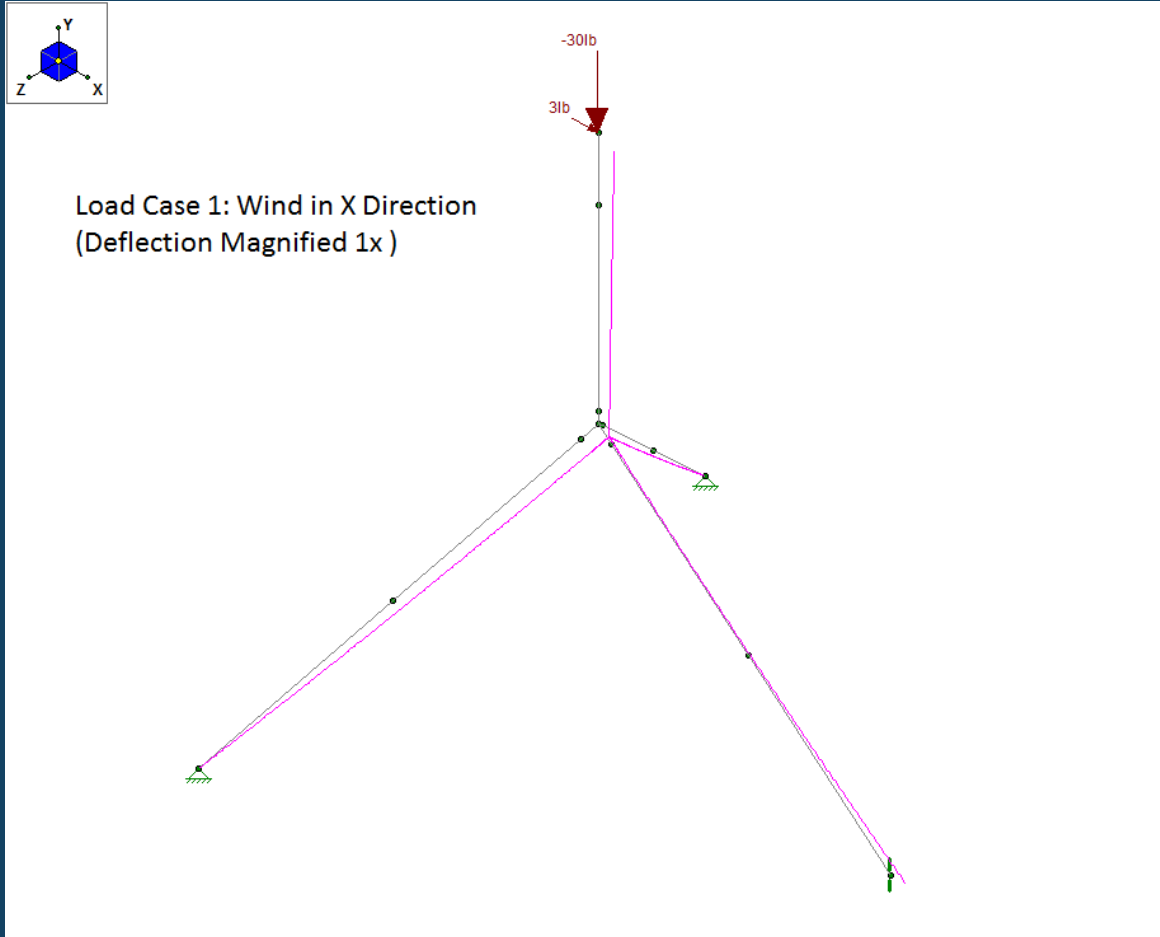 Y
Z
X
-30lb
3lb
Load Case 1: Wind in X Direction
(Deflection Magnified 1x )